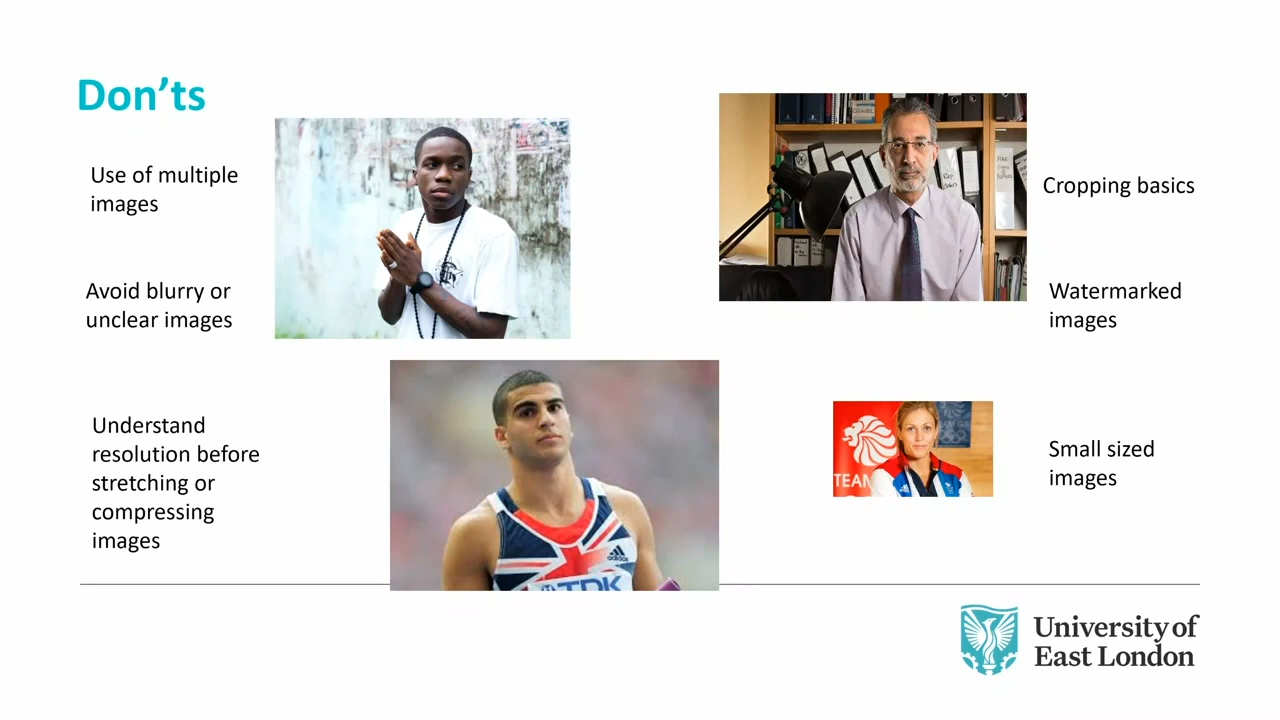 Don'ts
Use of multiple
images
Avoid blurry or
unclear images
Understand
resolution before
stretching or
compressing
images
Cropping basics
Watermarked
images
Small sized
images
TEAM
adidas
TDK
University of
East London